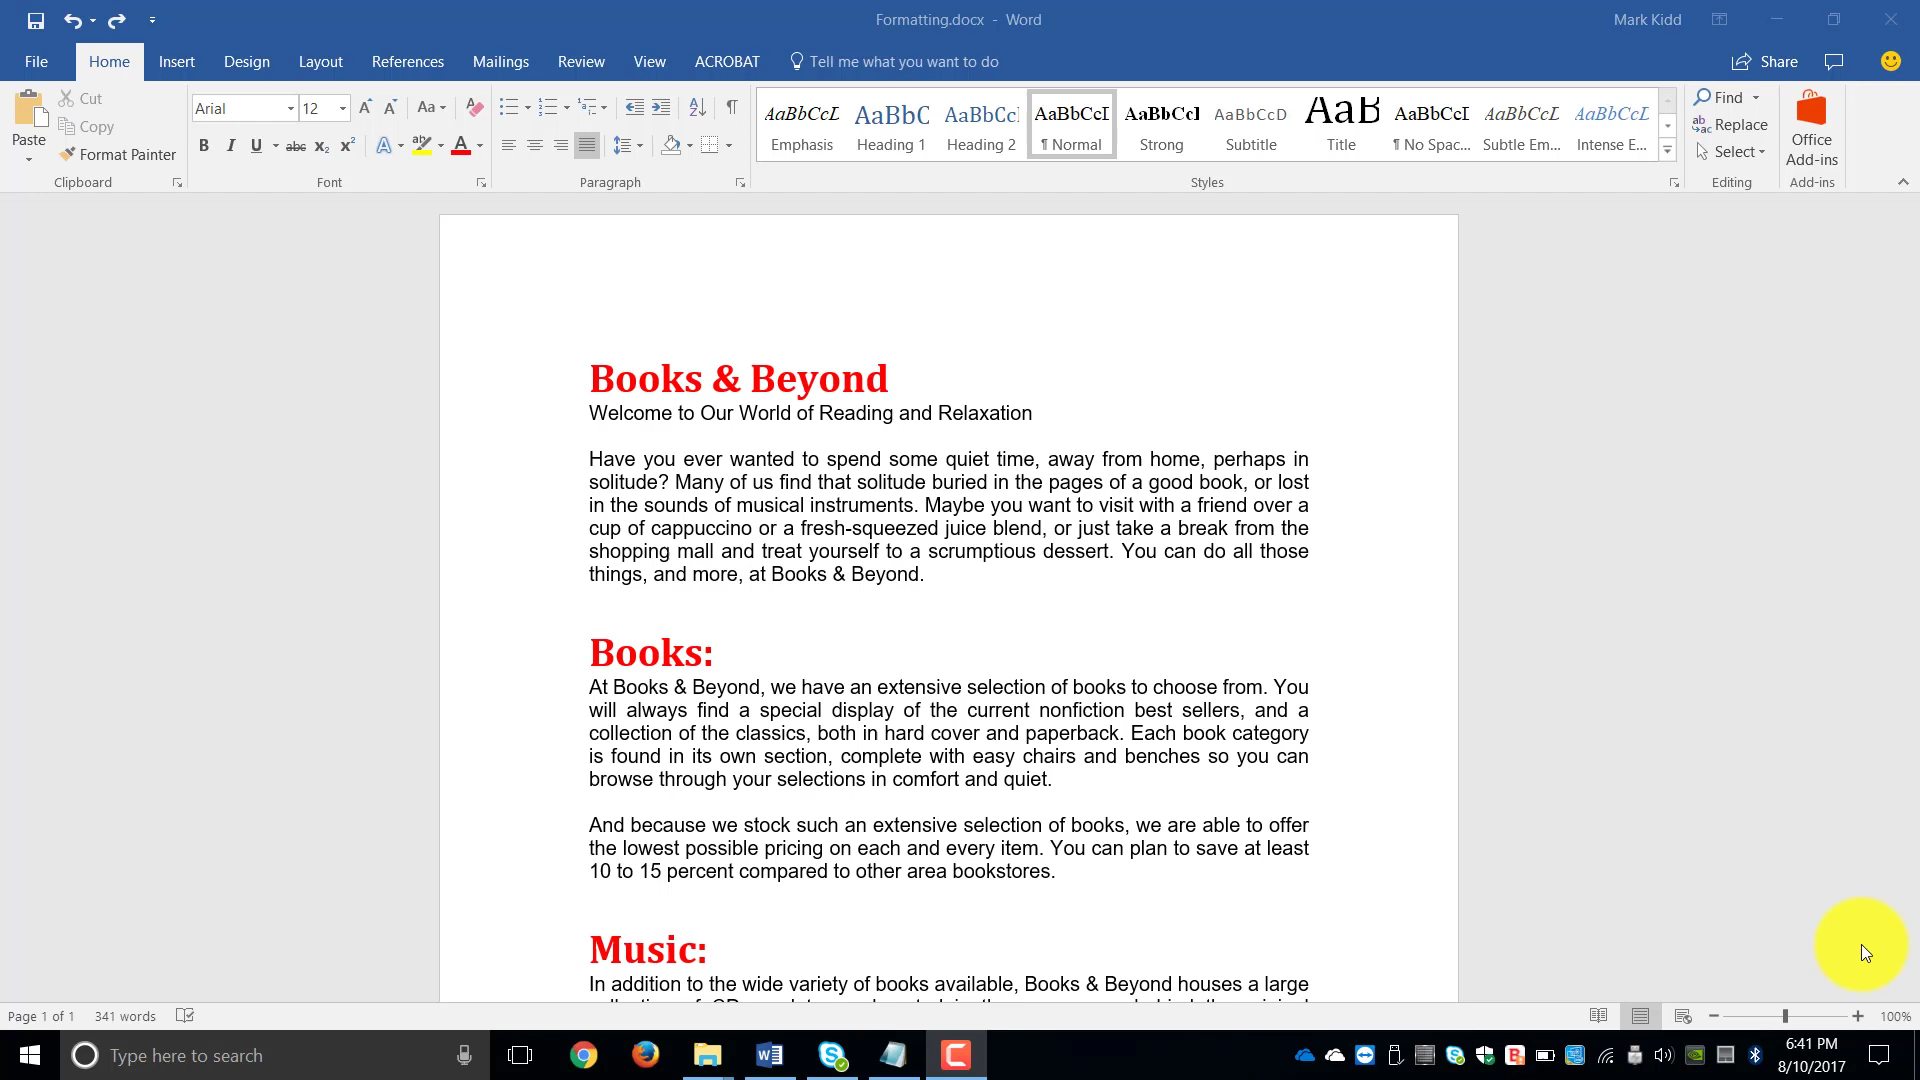 Formatting.docx - Word
Mark Kidd
File Home Insert Design Layout References Mailings Review View ACROBAT Tell me what you want to do
Share
Paste
Cut
Copy
Format Painter
Clipboard
Arial 12
Aa
B I U abc X₂ X²
A
Font
Paragraph
AaBbCcL AaBbC AaBbCcI AaBbCcI AaBbCcl AaBbCcD AaB AaBbCcI AaBbCcL AaBbCcL
Emphasis Heading 1 Heading 2 ¶ Normal Strong Subtitle Title ¶ No Spac... Subtle Em... Intense E...
Styles
Find
Replace
Select
Editing
Office
Add-ins
Add-ins
Books & Beyond
Welcome to Our World of Reading and Relaxation
Have you ever wanted to spend some quiet time, away from home, perhaps in
solitude? Many of us find that solitude buried in the pages of a good book, or lost
in the sounds of musical instruments. Maybe you want to visit with a friend over a
cup of cappuccino or a fresh-squeezed juice blend, or just take a break from the
shopping mall and treat yourself to a scrumptious dessert. You can do all those
things, and more, at Books & Beyond.
Books:
At Books & Beyond, we have an extensive selection of books to choose from. You
will always find a special display of the current nonfiction best sellers, and a
collection of the classics, both in hard cover and paperback. Each book category
is found in its own section, complete with easy chairs and benches so you can
browse through your selections in comfort and quiet.
And because we stock such an extensive selection of books, we are able to offer
the lowest possible pricing on each and every item. You can plan to save at least
10 to 15 percent compared to other area bookstores.
Music:
In addition to the wide variety of books available, Books & Beyond houses a large
Page 1 of 1 341 words
100%
Type here to search
6:41 PM
8/10/2017